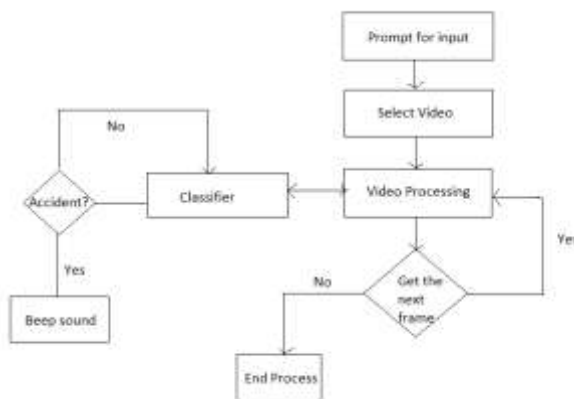 Prompt for input
No
Select Video
Accident?
Classifier
Video Processing
Yes
Yes
No
Get the
next
frame
Beep sound
End Process